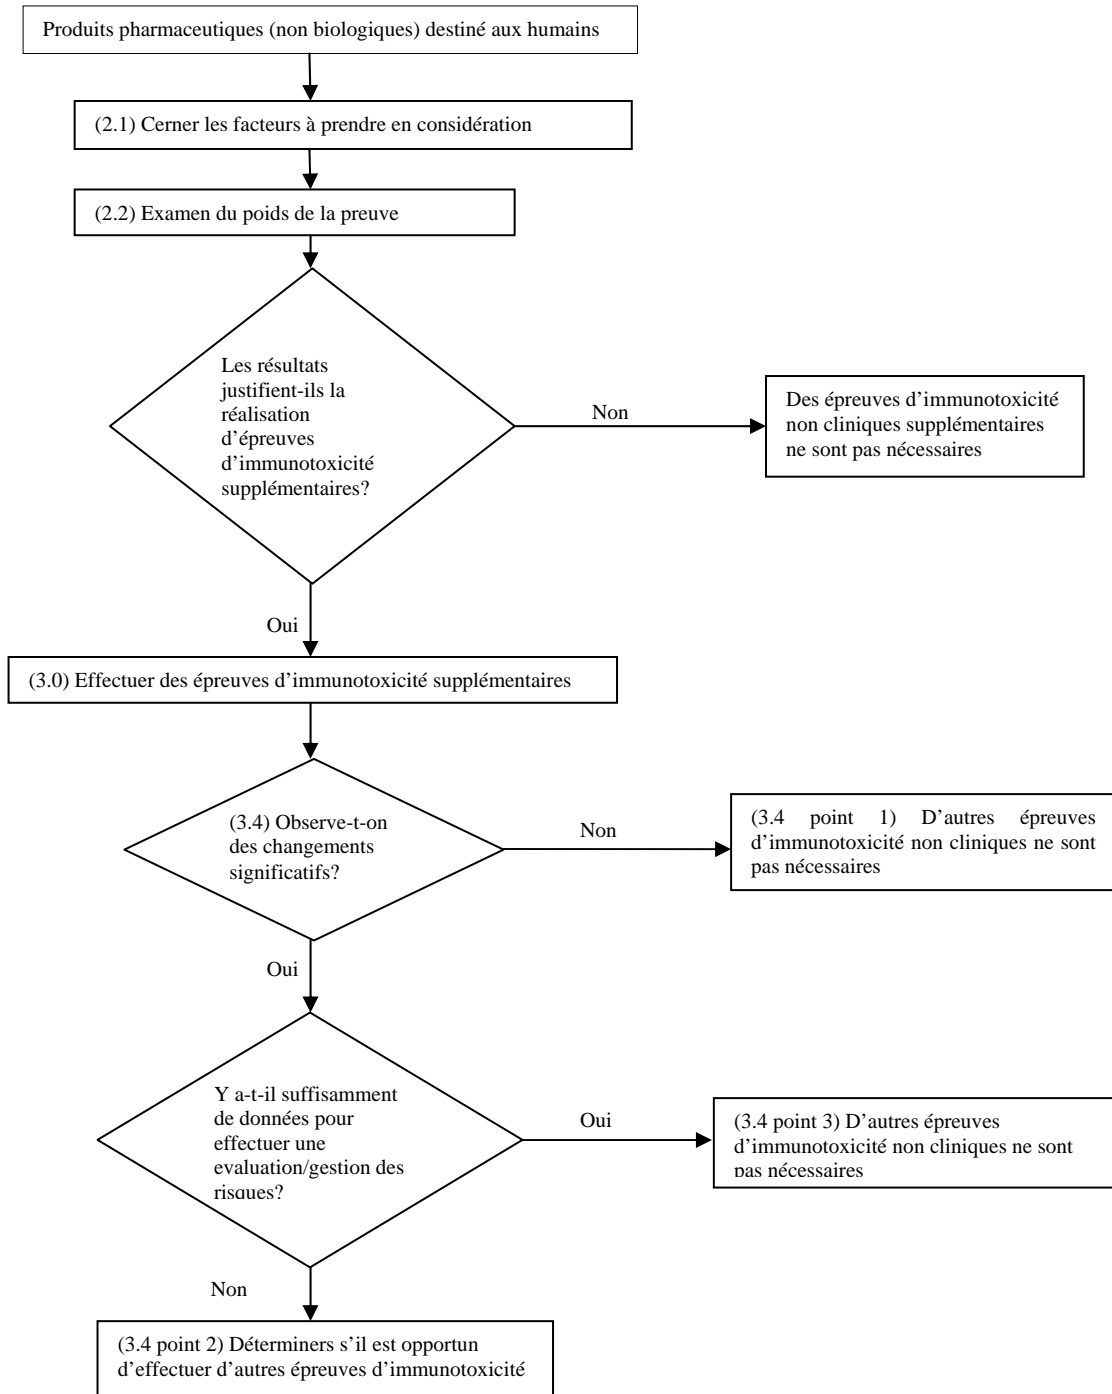 Produits pharmaceutiques (non biologiques) destiné aux humains
(2.1) Cerner les facteurs à prendre en considération
(2.2) Examen du poids de la preuve
Les résultats
justifient-ils la
réalisation
d’épreuves
d’immunotoxicité
supplémentaires?
Non
Des épreuves d’immunotoxicité
non cliniques supplémentaires
ne sont pas nécessaires
Oui
(3.0) Effectuer des épreuves d’immunotoxicité supplémentaires
(3.4) Observe-t-on
des changements
significatifs?
Non
(3.4 point 1) D’autres épreuves
d’immunotoxicité non cliniques ne sont
pas nécessaires
Oui
Y a-t-il suffisamment
de données pour
effectuer une
evaluation/gestion des
risques?
Oui
(3.4 point 3) D’autres épreuves
d’immunotoxicité non cliniques ne sont
pas nécessaires
Non
(3.4 point 2) Déterminers s’il est opportun
d’effectuer d’autres épreuves d’immunotoxicité